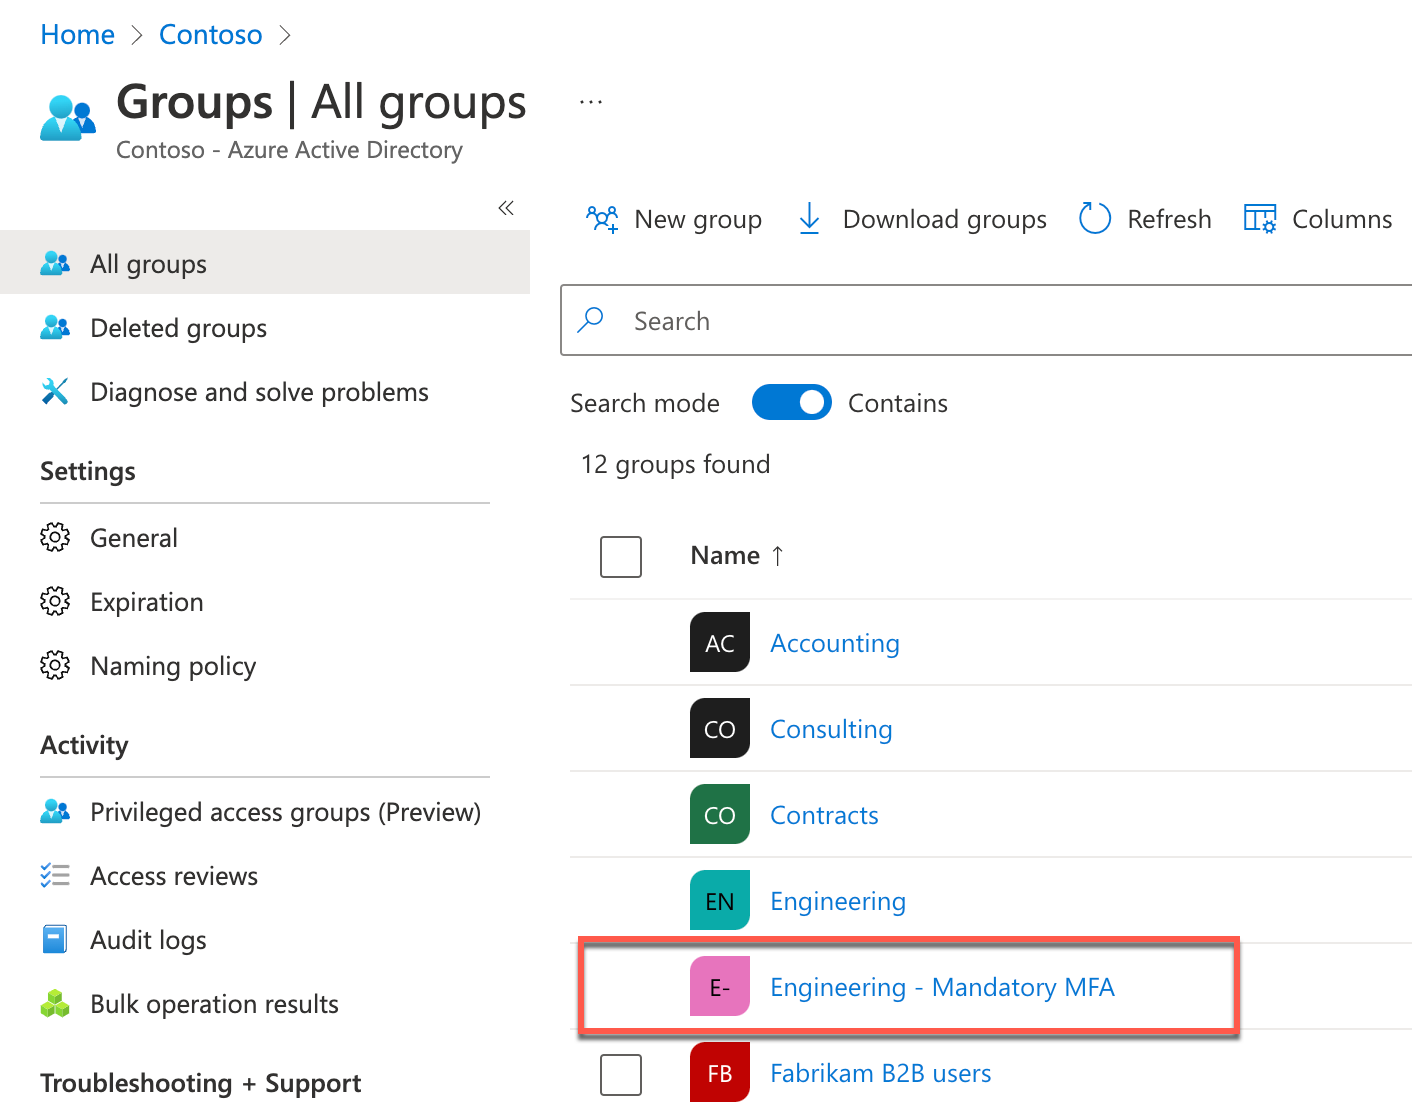 Home > Contoso >
Groups | All groups ...
Contoso - Azure Active Directory
«
All groups
Deleted groups
Diagnose and solve problems
Settings
General
Expiration
Naming policy
Activity
Privileged access groups (Preview)
Access reviews
Audit logs
Bulk operation results
Troubleshooting + Support
New group Download groups Refresh Columns
Search
Search mode Contains
12 groups found
Name ↑
AC Accounting
CO Consulting
CO Contracts
EN Engineering
E- Engineering - Mandatory MFA
FB Fabrikam B2B users